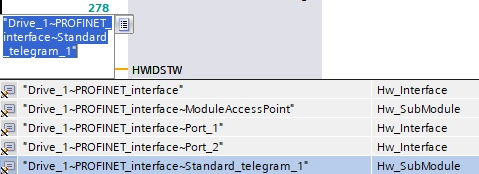 278
"Drive_1~PROFINET_
interface~Standard
_telegram_1"
HWIDSTW
"Drive_1~PROFINET_interface" Hw_Interface
"Drive_1~PROFINET_interface~ModuleAccessPoint" Hw_SubModule
"Drive_1~PROFINET_interface~Port_1" Hw_Interface
"Drive_1~PROFINET_interface~Port_2" Hw_Interface
"Drive_1~PROFINET_interface~Standard_telegram_1" Hw_SubModule